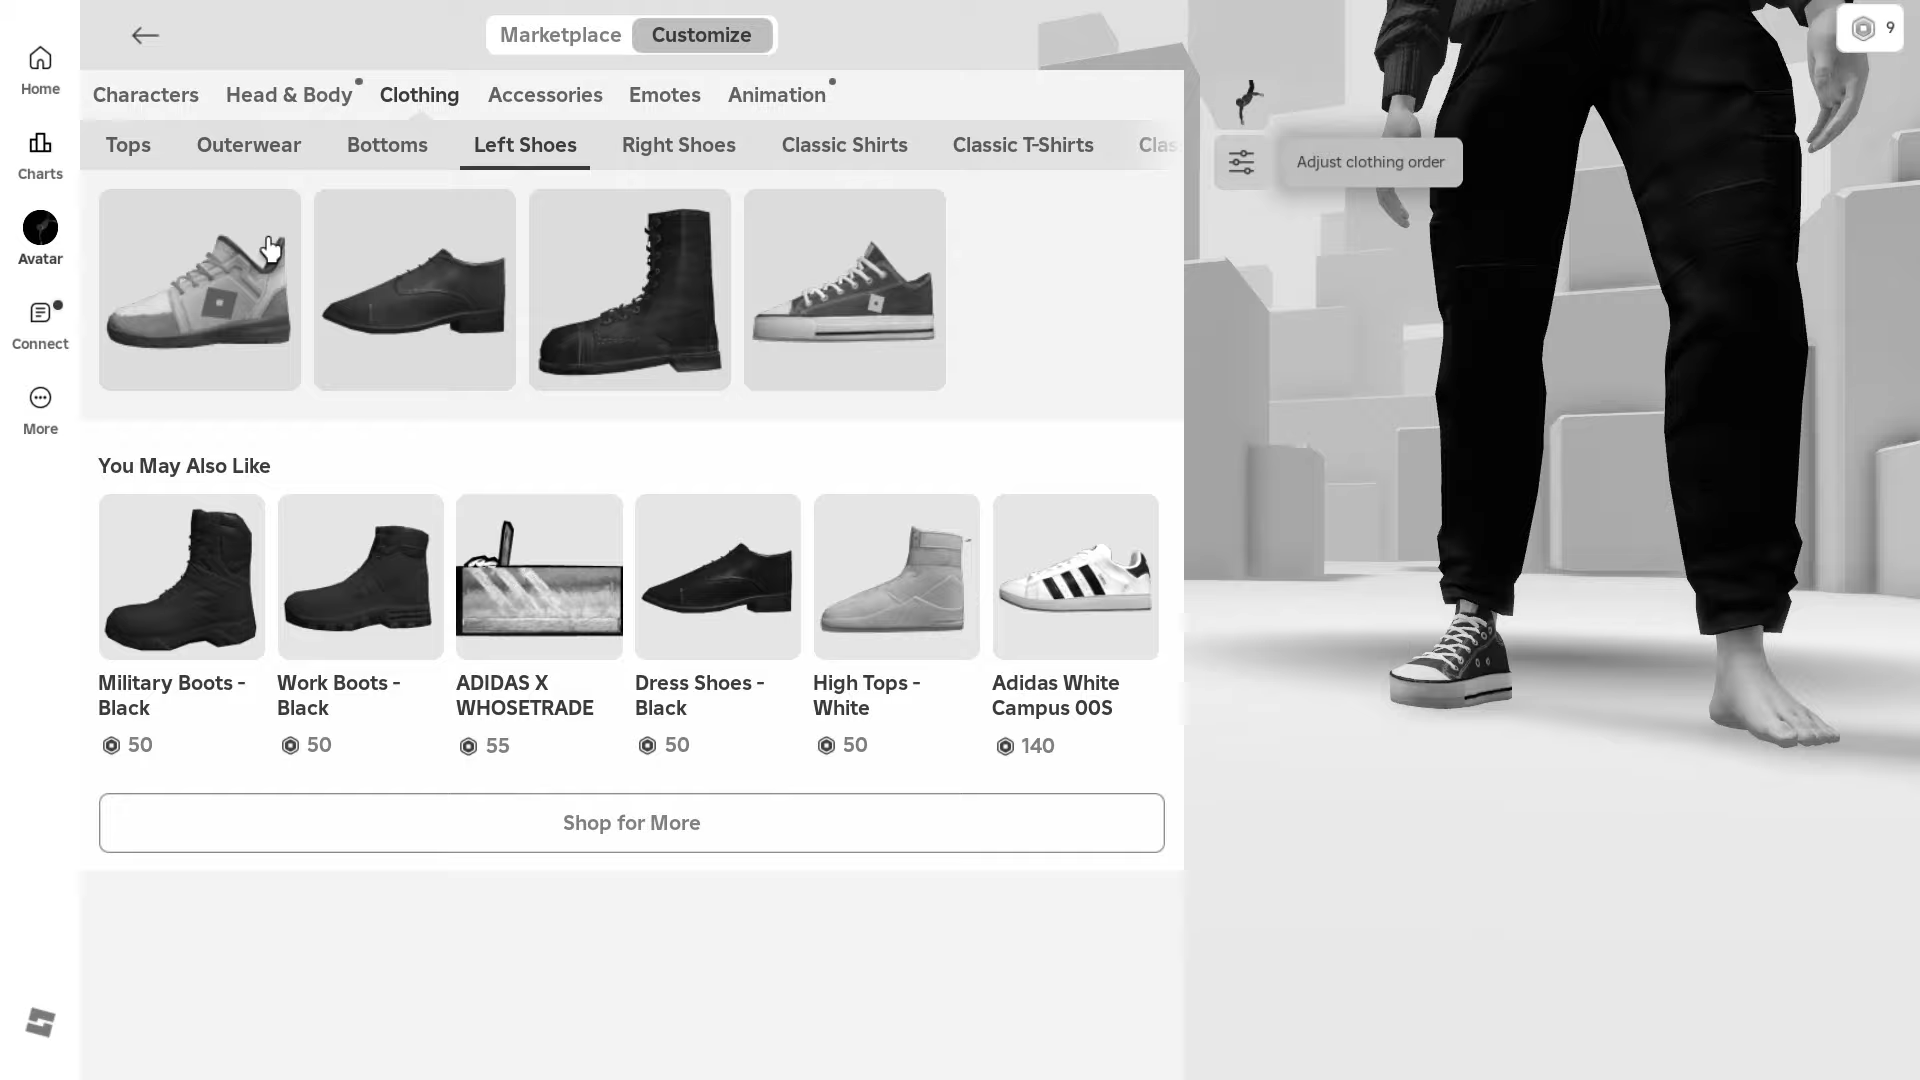 Marketplace
Customize
9
Home
Characters
Head & Body
Clothing
Accessories
Emotes
Animation
Tops
Outerwear
Bottoms
Left Shoes
Right Shoes
Classic Shirts
Classic T-Shirts
Clas
Adjust clothing order
Charts
Avatar
Connect
More
You May Also Like
Military Boots -
Black
50
Work Boots -
Black
50
ADIDAS X
WHOSETRADE
55
Dress Shoes -
Black
50
High Tops -
White
50
Adidas White
Campus 00S
140
Shop for More